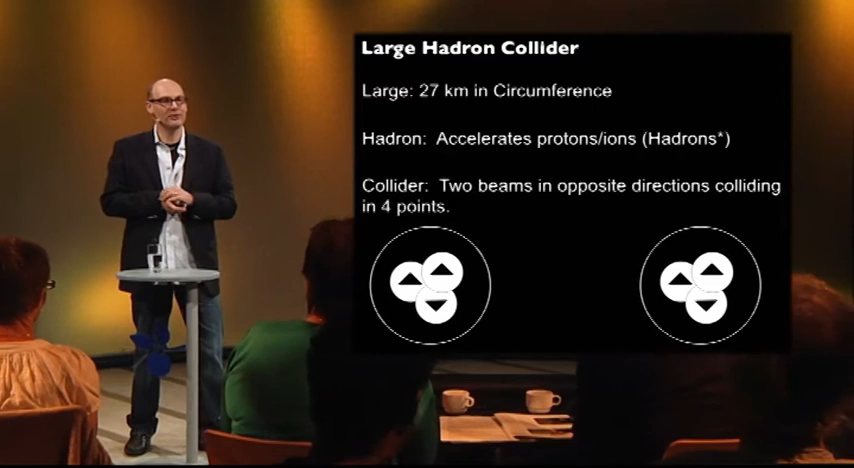 Large Hadron Collider
Large: 27 km in Circumference
Hadron: Accelerates protons/ions (Hadrons*)
Collider: Two beams in opposite directions colliding
in 4 points.